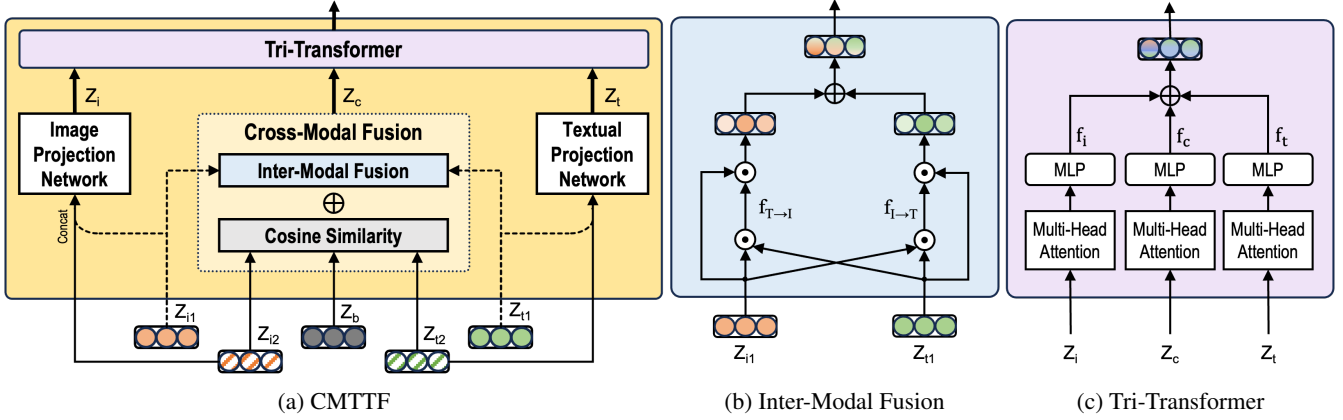 Tri-Transformer
Z_i
Z_c
Z_t
Image
Projection
Network
Cross-Modal Fusion
Inter-Modal Fusion
⊕
Cosine Similarity
Textual
Projection
Network
Concat
Z_i1
Z_i2
Z_b
Z_t2
Z_t1
(a) CMTTF
f_T→I
f_I→T
Z_i1
Z_t1
(b) Inter-Modal Fusion
f_i
f_c
f_t
MLP
MLP
MLP
Multi-Head
Attention
Multi-Head
Attention
Multi-Head
Attention
Z_i
Z_c
Z_t
(c) Tri-Transformer